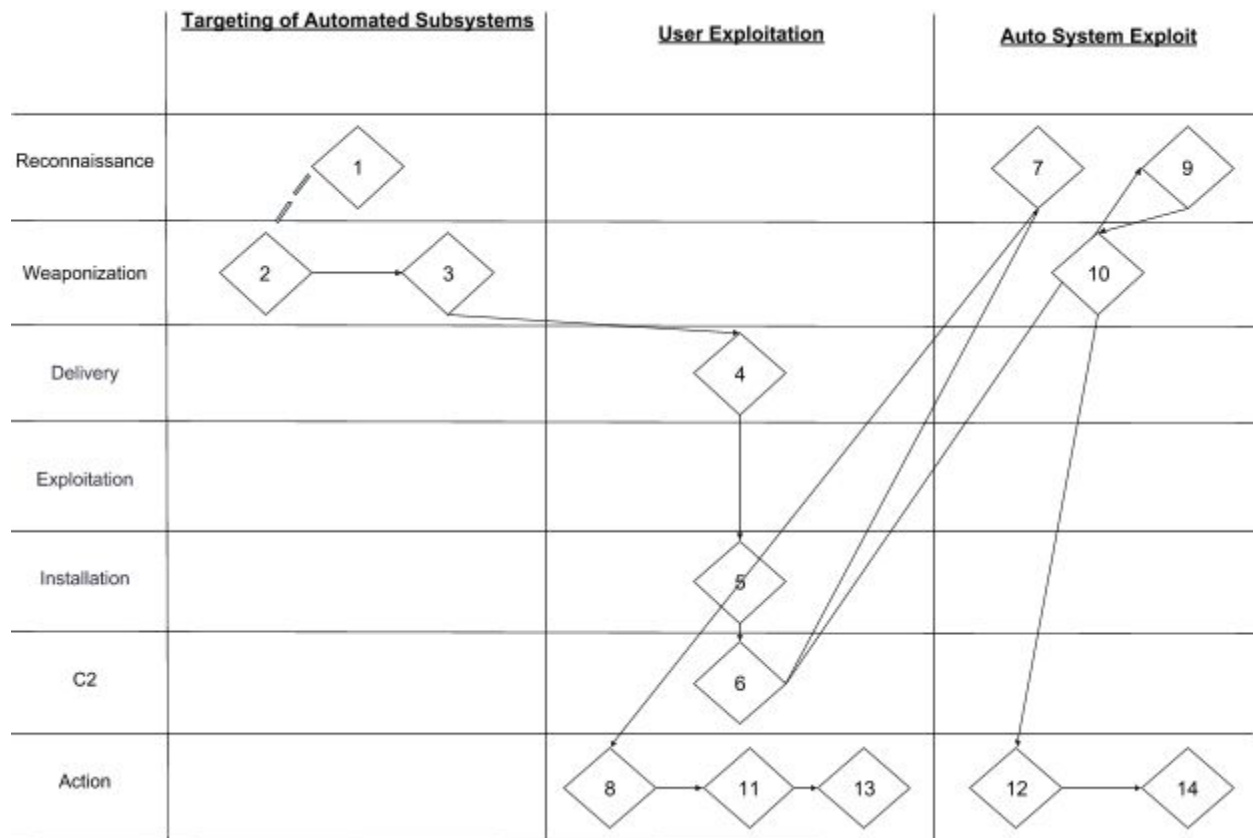 Targeting of Automated Subsystems
User Exploitation
Auto System Exploit
Reconnaissance
1
7
9
Weaponization
2
3
10
Delivery
4
Exploitation
Installation
5
C2
6
Action
8
11
13
12
14